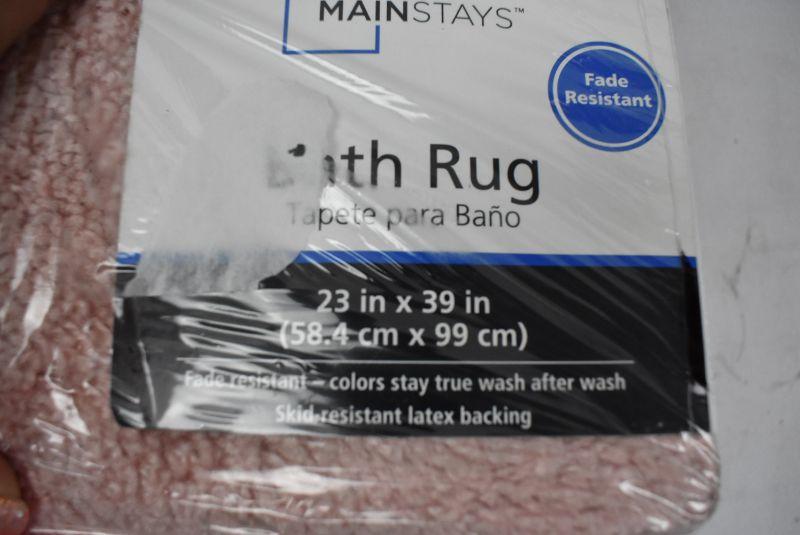 MAINSTAYS™
Fade
Resistant
Bath Rug
Tapete para Baño
23 in x 39 in
(58.4 cm x 99 cm)
Fade resistant – colors stay true wash after wash
Skid-resistant latex backing